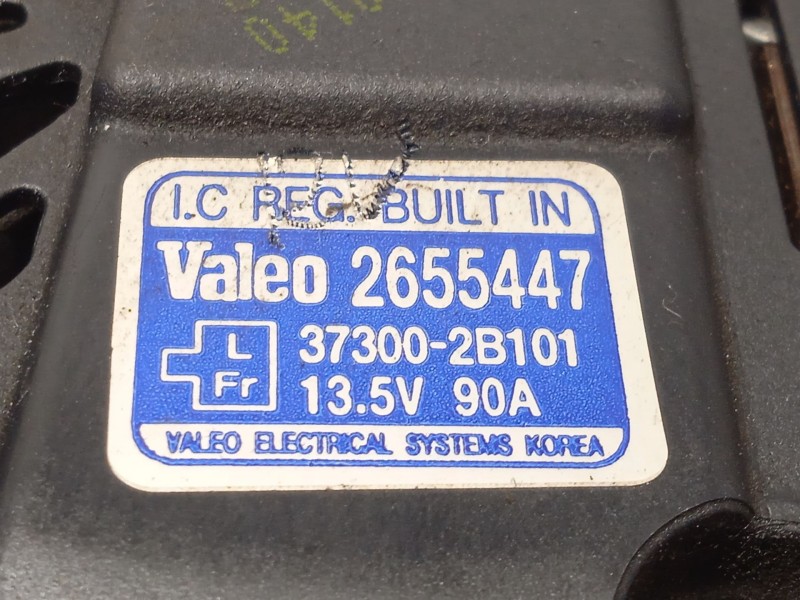 I.C REG. BUILT IN
Valeo 2655447
L 37300-2B101
Fr 13.5V 90A
VALEO ELECTRICAL SYSTEMS KOREA